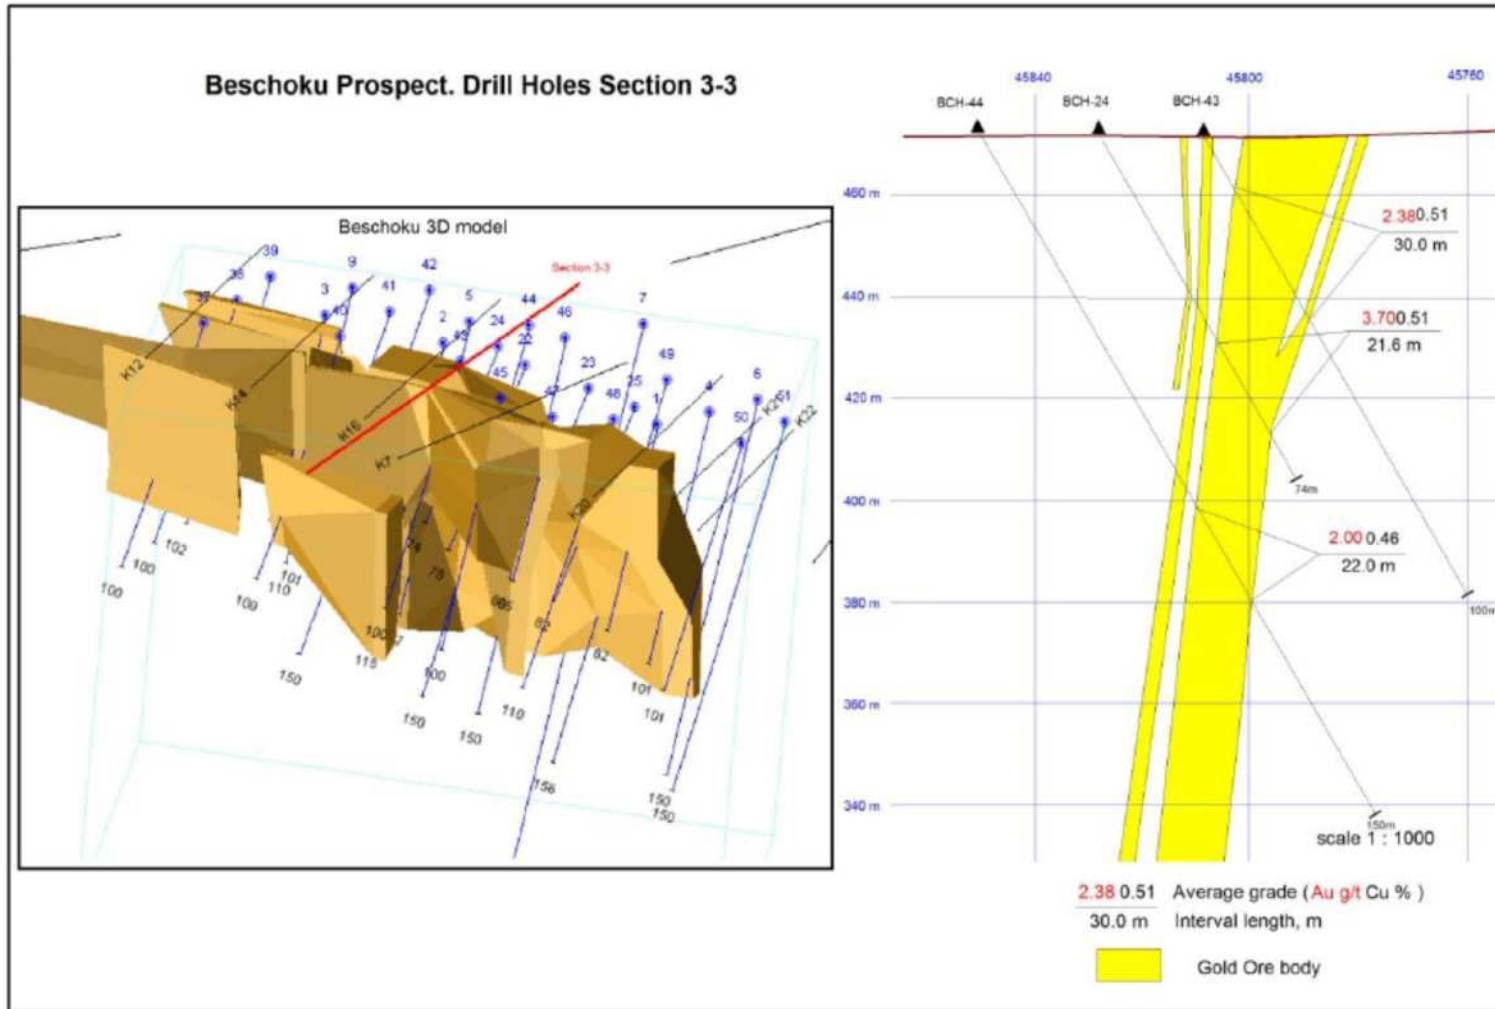 Beschoku Prospect. Drill Holes Section 3-3
Beschoku 3D model
39
38
37
9
3
40
41
42
Section 3-3
5
2
24
44
43
22
46
7
45
23
49
25
48
1
4
6
50
51
K12
K14
K16
K7
K20
K21
K22
100
100
102
100
110
101
150
115
78
100
150
150
110
62
156
101
101
150
150
45840
45800
45760
BCH-44
BCH-24
BCH-43
460 m
440 m
420 m
400 m
380 m
360 m
340 m
2.38 0.51
30.0 m
3.70 0.51
21.6 m
2.00 0.46
22.0 m
74m
100m
150m
scale 1 : 1000
2.38 0.51 Average grade ( Au g/t Cu % )
30.0 m Interval length, m
Gold Ore body